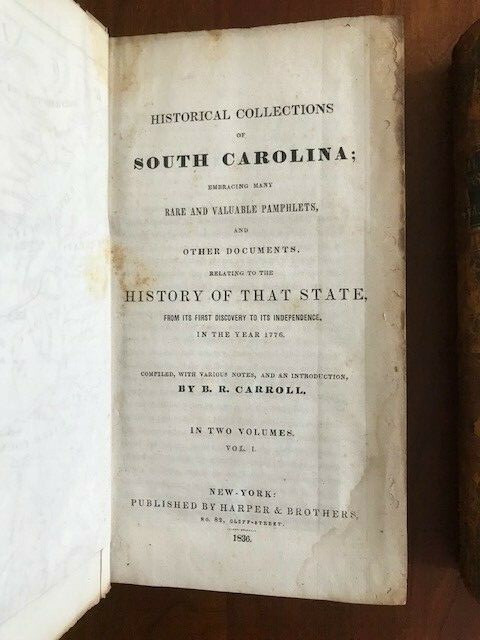 HISTORICAL COLLECTIONS
OF
SOUTH CAROLINA;
EMBRACING MANY
RARE AND VALUABLE PAMPHLETS,
AND
OTHER DOCUMENTS,
RELATING TO THE
HISTORY OF THAT STATE,
FROM ITS FIRST DISCOVERY TO ITS INDEPENDENCE,
IN THE YEAR 1776.
COMPILED, WITH VARIOUS NOTES, AND AN INTRODUCTION,
BY B. R. CARROLL.
IN TWO VOLUMES.
VOL. I.
NEW-YORK:
PUBLISHED BY HARPER & BROTHERS,
NO. 82, CLIFF-STREET.
1836.